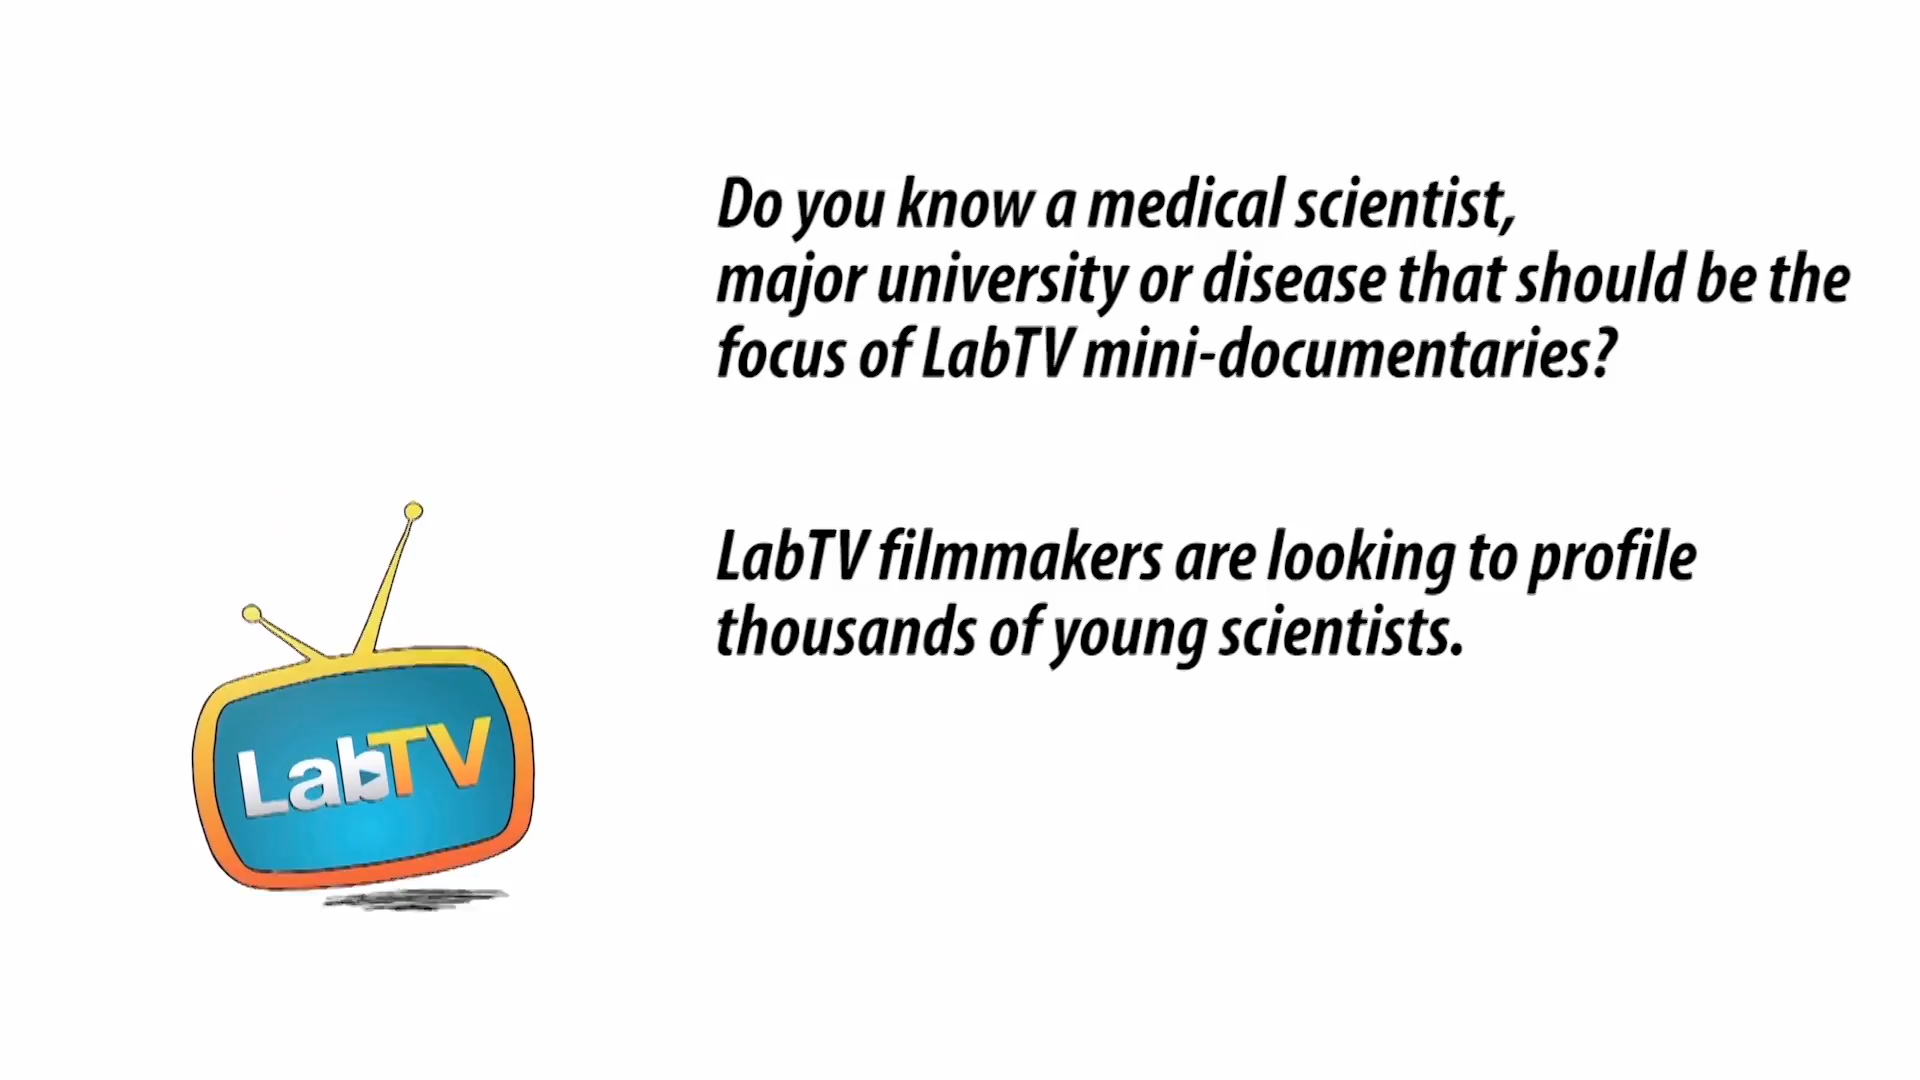 Do you know a medical scientist,
major university or disease that should be the
focus of LabTV mini-documentaries?
LabTV filmmakers are looking to profile
thousands of young scientists.
LabTV